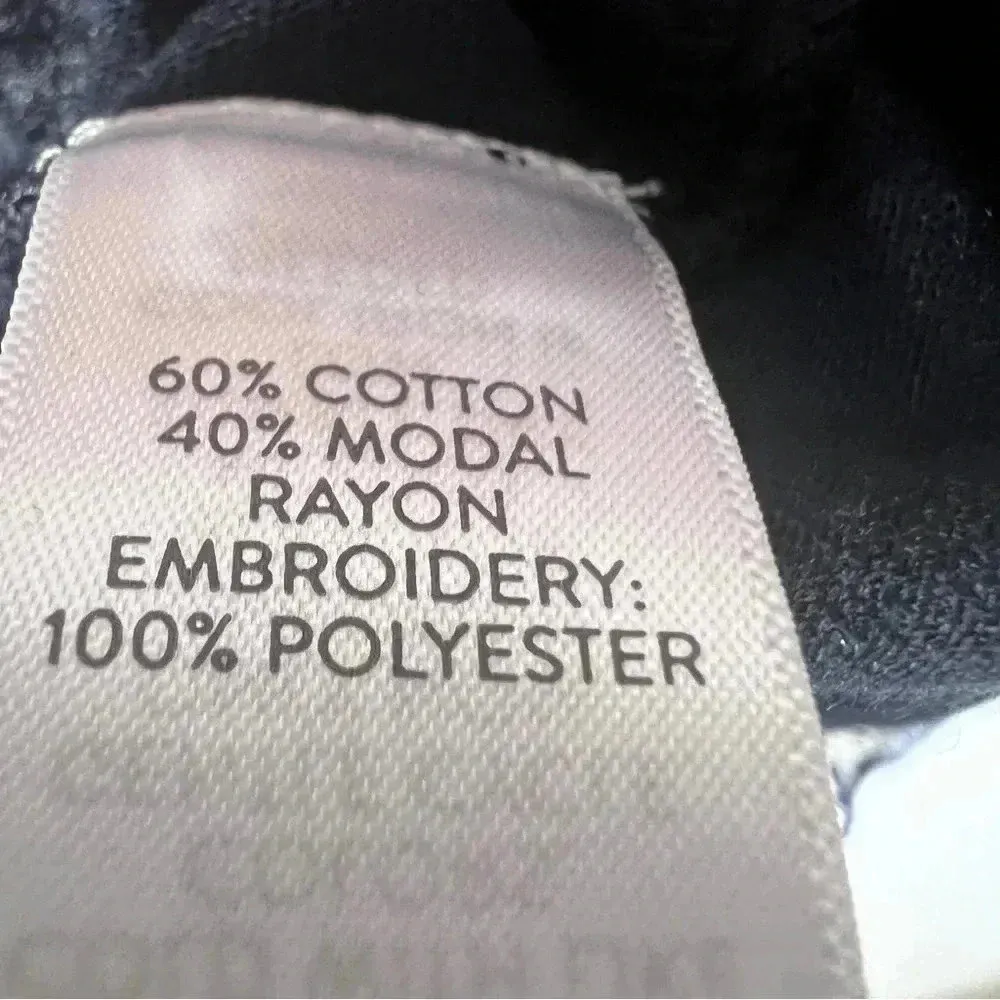 60% COTTON
40% MODAL
RAYON
EMBROIDERY:
100% POLYESTER